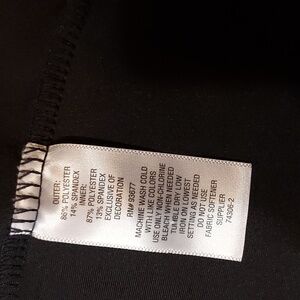 OUTER:
86% POLYESTER
14% SPANDEX
INNER:
87% POLYESTER
13% SPANDEX
EXCLUSIVE OF
DECORATION
RN# 93677
MACHINE WASH COLD
WITH LIKE COLORS
USE ONLY NON-CHLORINE
BLEACH WHEN NEEDED
TUMBLE DRY LOW
IRON ON LOWEST
SETTING AS NEEDED
DO NOT USE
FABRIC SOFTENER
SUPPLIER
74306-2